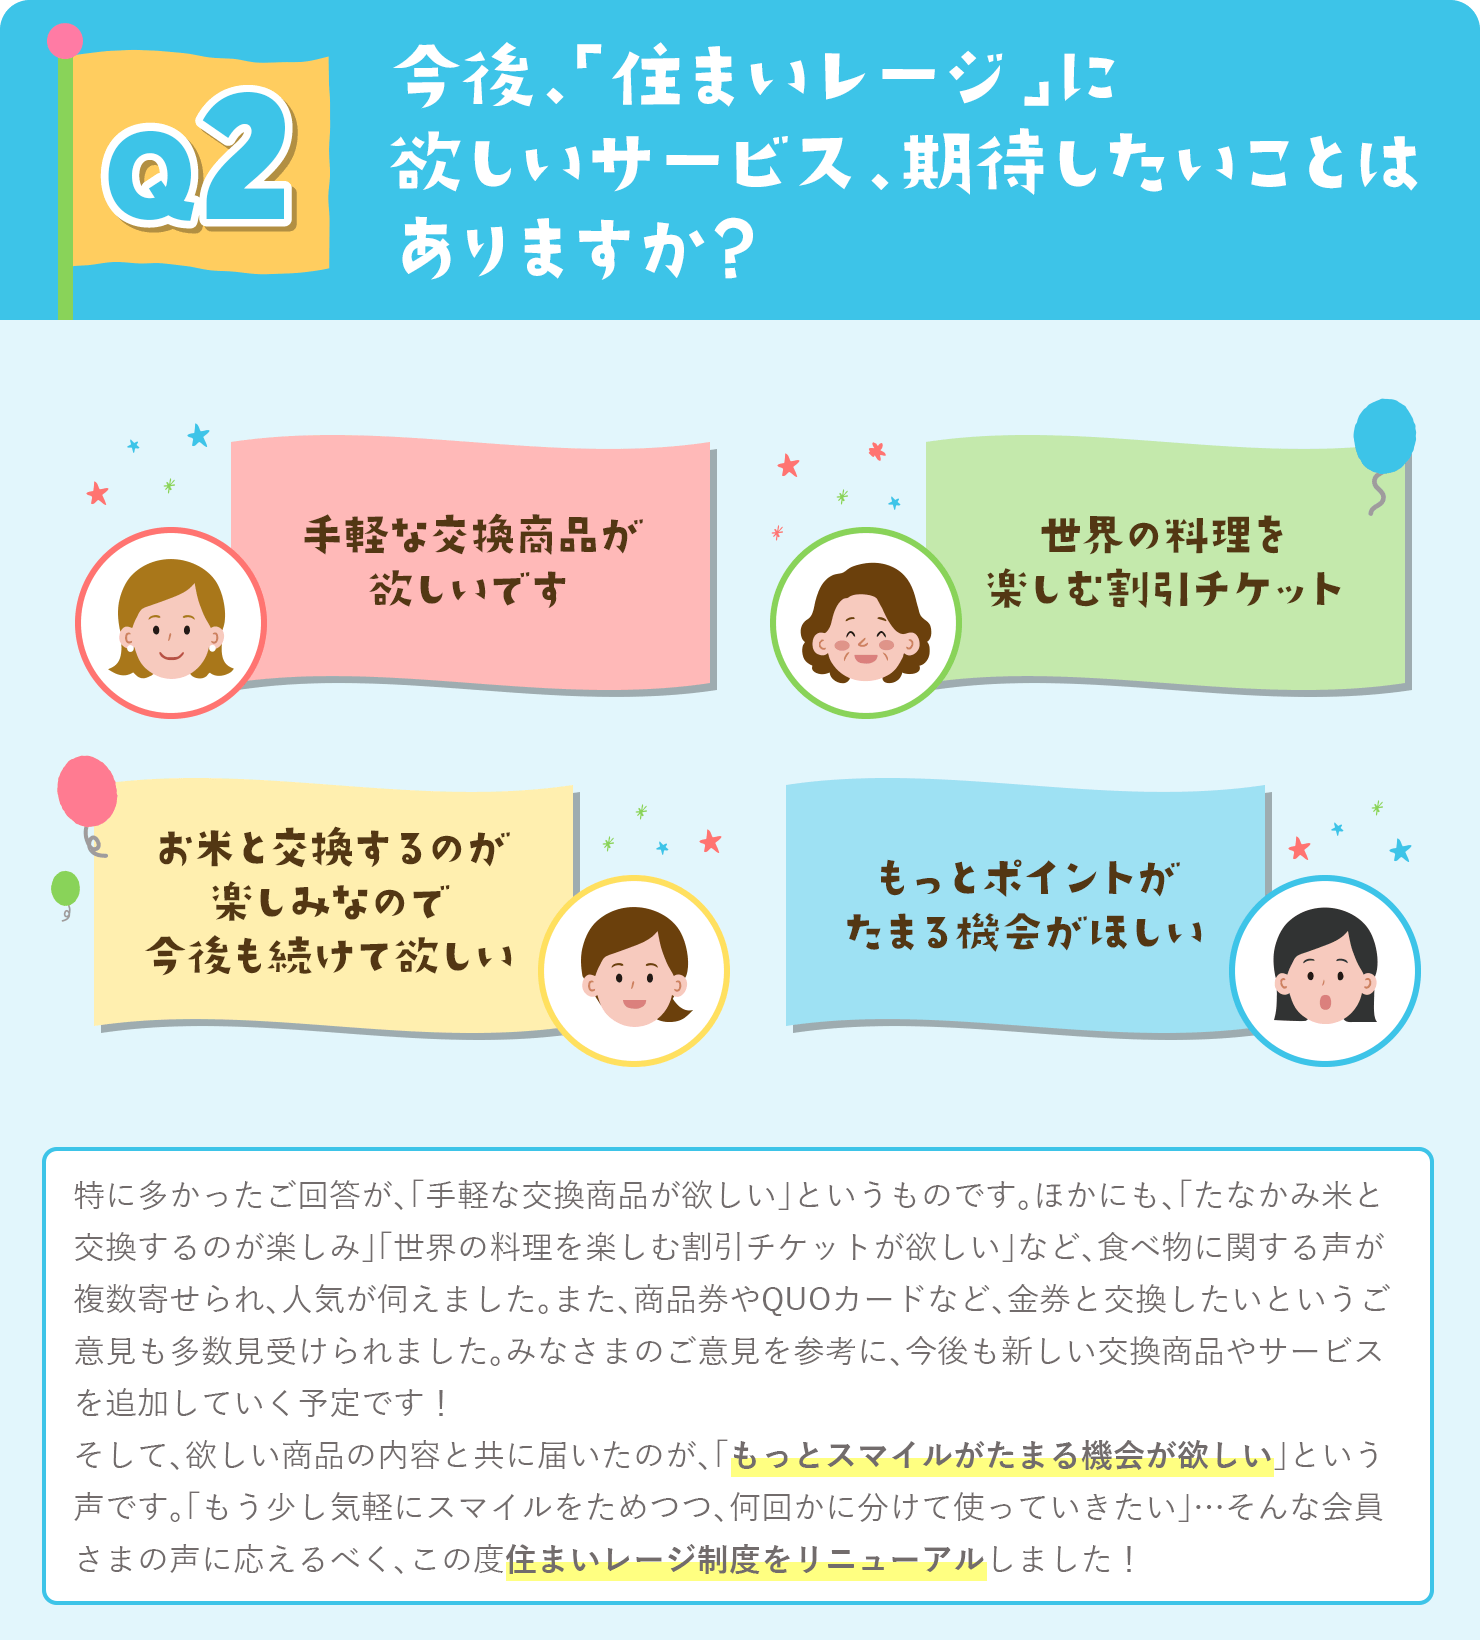 Q2
今後、「住まいレージ」に
欲しいサービス、期待したいことは
ありますか？
手軽な交換商品が
欲しいです
世界の料理を
楽しむ割引チケット
お米と交換するのが
楽しみなので
今後も続けて欲しい
もっとポイントが
たまる機会がほしい
特に多かったご回答が、「手軽な交換商品が欲しい」というものです。ほかにも、「たなかみ米と
交換するのが楽しみ」「世界の料理を楽しむ割引チケットが欲しい」など、食べ物に関する声が
複数寄せられ、人気が伺えました。また、商品券やQUOカードなど、金券と交換したいというご
意見も多数見受けられました。みなさまのご意見を参考に、今後も新しい交換商品やサービス
を追加していく予定です！
そして、欲しい商品の内容と共に届いたのが、「もっとスマイルがたまる機会が欲しい」という
声です。「もう少し気軽にスマイルをためつつ、何回かに分けて使っていきたい」…そんな会員
さまの声に応えるべく、この度住まいレージ制度をリニューアルしました！